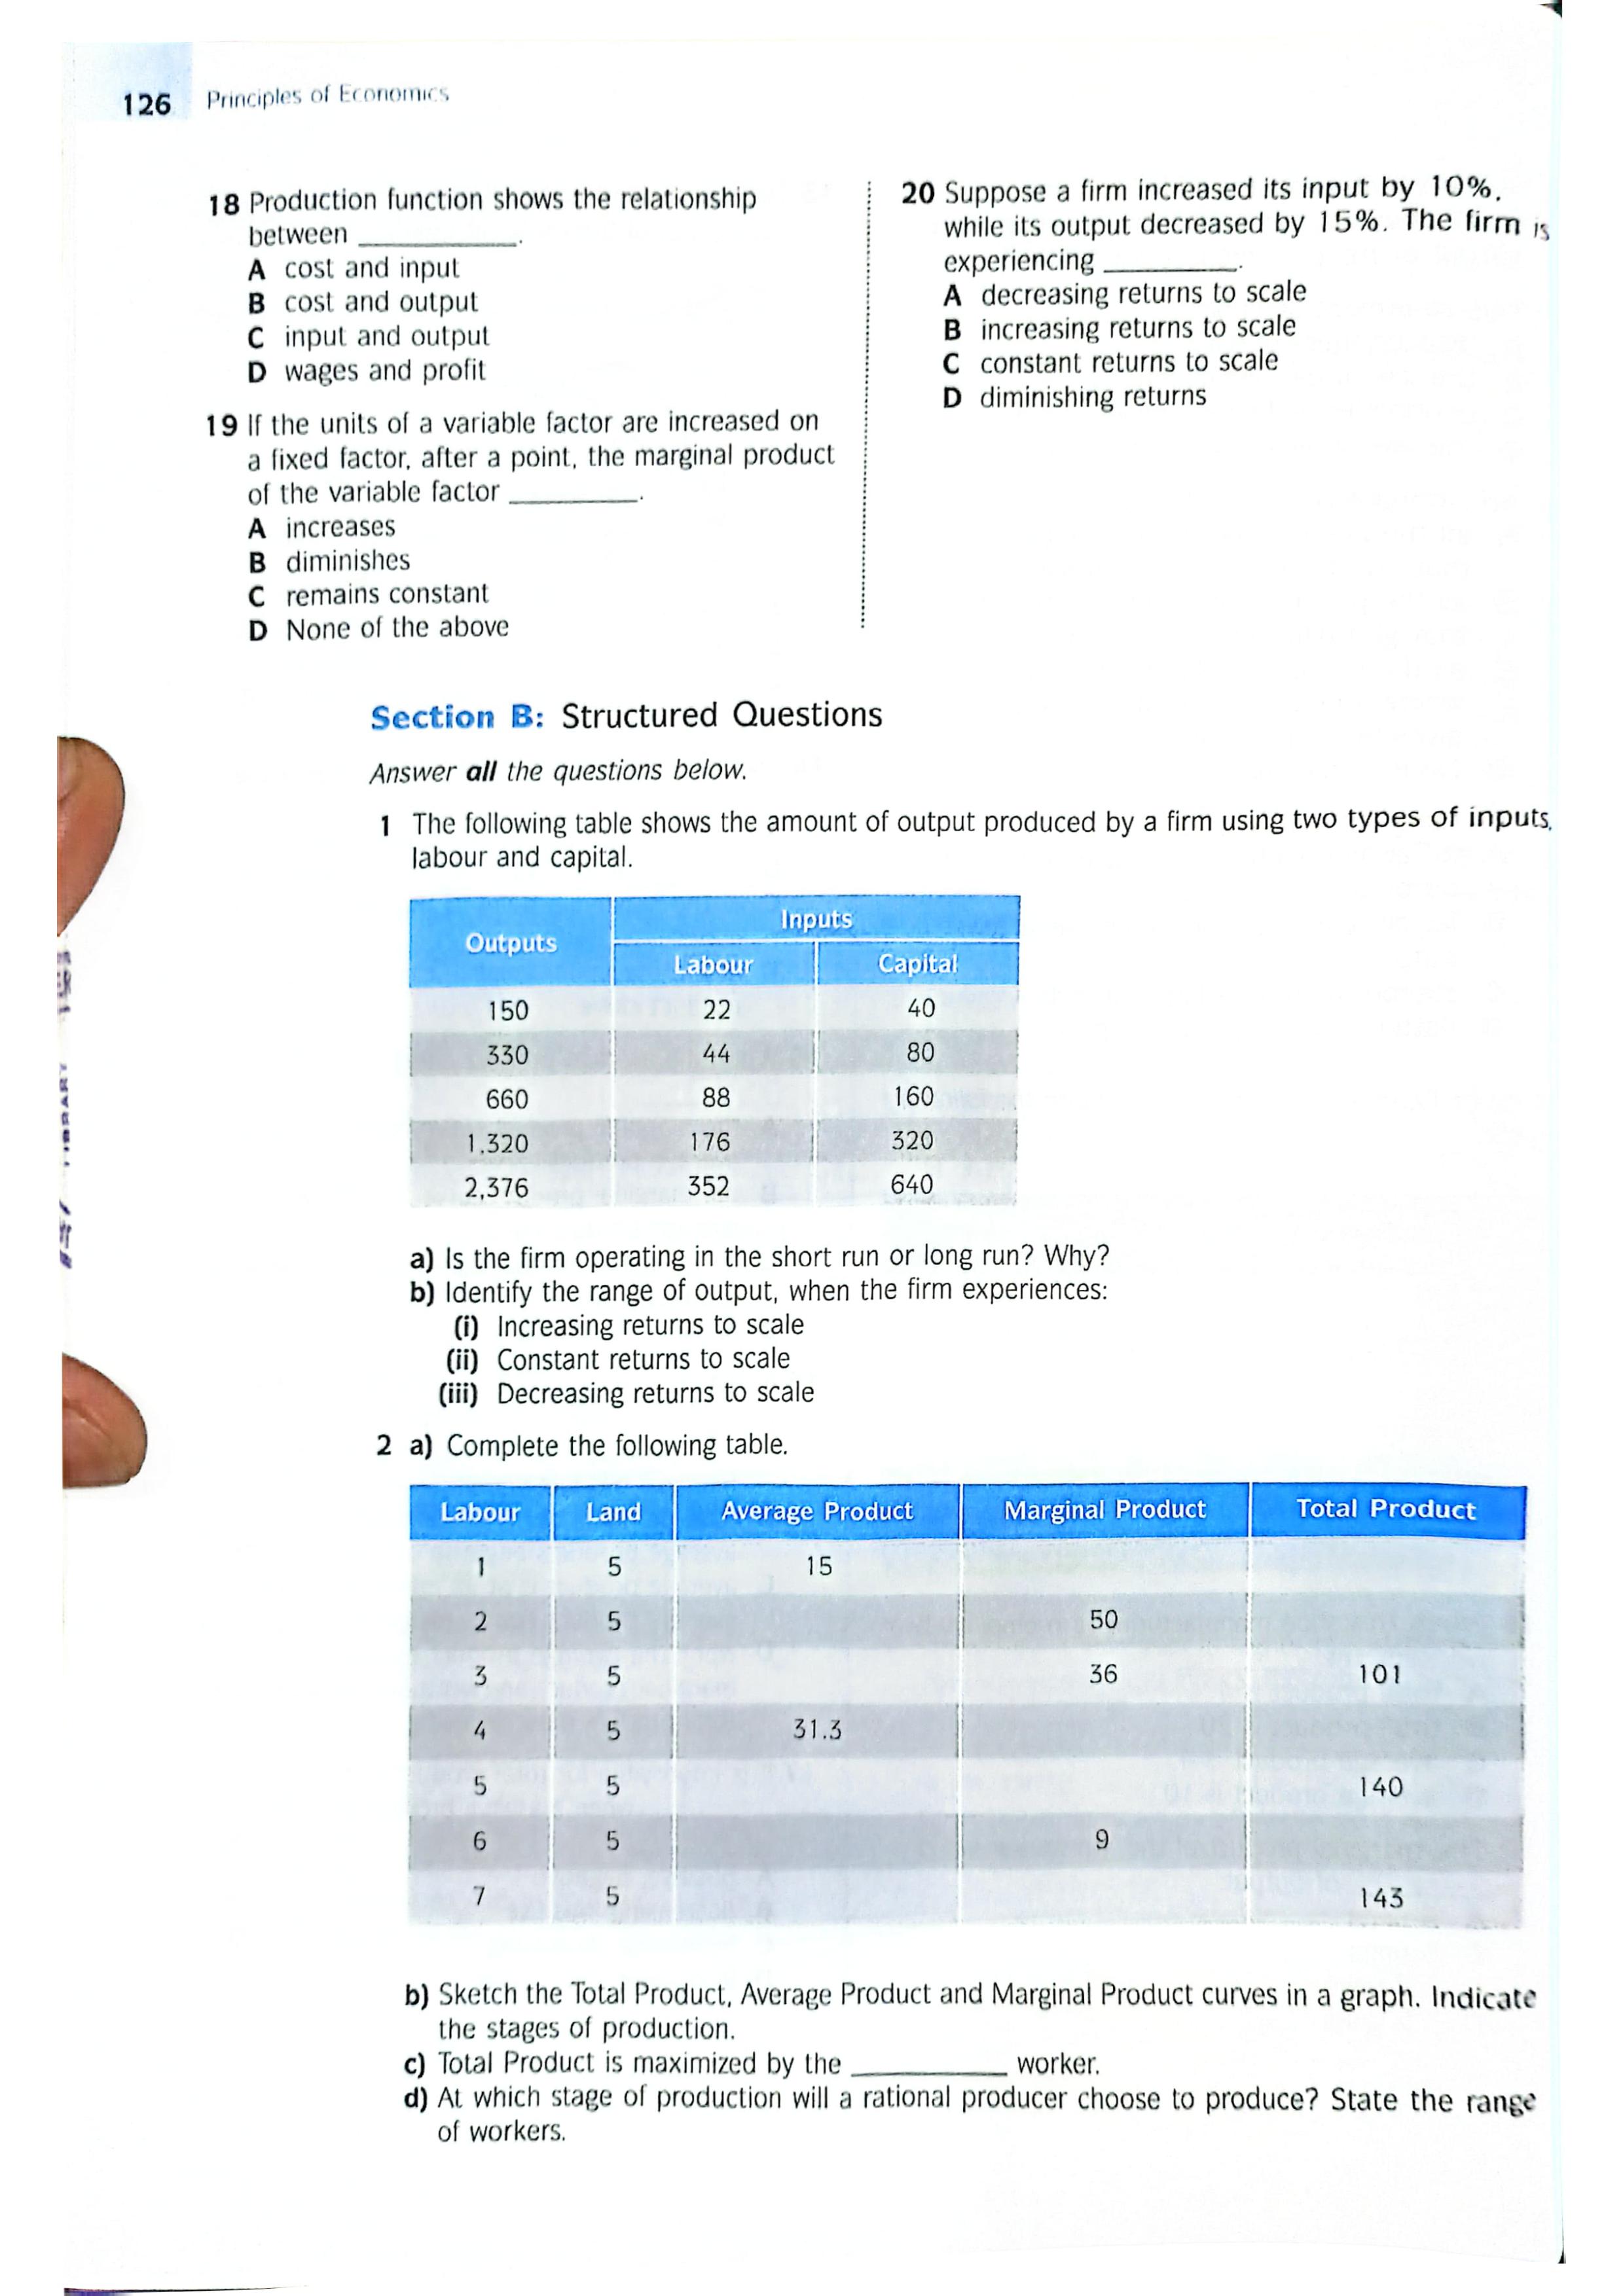 126 Principles of Economics
18 Production function shows the relationship
between __________.
A cost and input
B cost and output
C input and output
D wages and profit
19 If the units of a variable factor are increased on
a fixed factor, after a point, the marginal product
of the variable factor __________.
A increases
B diminishes
C remains constant
D None of the above
20 Suppose a firm increased its input by 10%,
while its output decreased by 15%. The firm is
experiencing __________.
A decreasing returns to scale
B increasing returns to scale
C constant returns to scale
D diminishing returns
Section B: Structured Questions
Answer all the questions below.
1 The following table shows the amount of output produced by a firm using two types of inputs,
labour and capital.
Outputs Inputs
Labour Capital
150 22 40
330 44 80
660 88 160
1,320 176 320
2,376 352 640
a) Is the firm operating in the short run or long run? Why?
b) Identify the range of output, when the firm experiences:
(i) Increasing returns to scale
(ii) Constant returns to scale
(iii) Decreasing returns to scale
2 a) Complete the following table.
Labour Land Average Product Marginal Product Total Product
1 5 15
2 5 50
3 5 36 101
4 5 31.3
5 5 140
6 5 9
7 5 143
b) Sketch the Total Product, Average Product and Marginal Product curves in a graph. Indicate
the stages of production.
c) Total Product is maximized by the __________ worker.
d) At which stage of production will a rational producer choose to produce? State the range
of workers.
LIBRARY